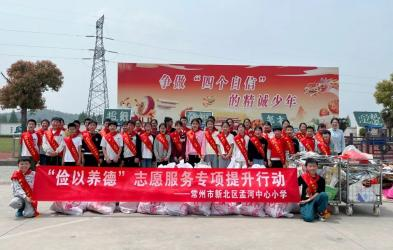 争做“四个自信”
的精诚少年
“俭以养德”志愿服务专项提升行动
——常州市新北区孟河中心小学